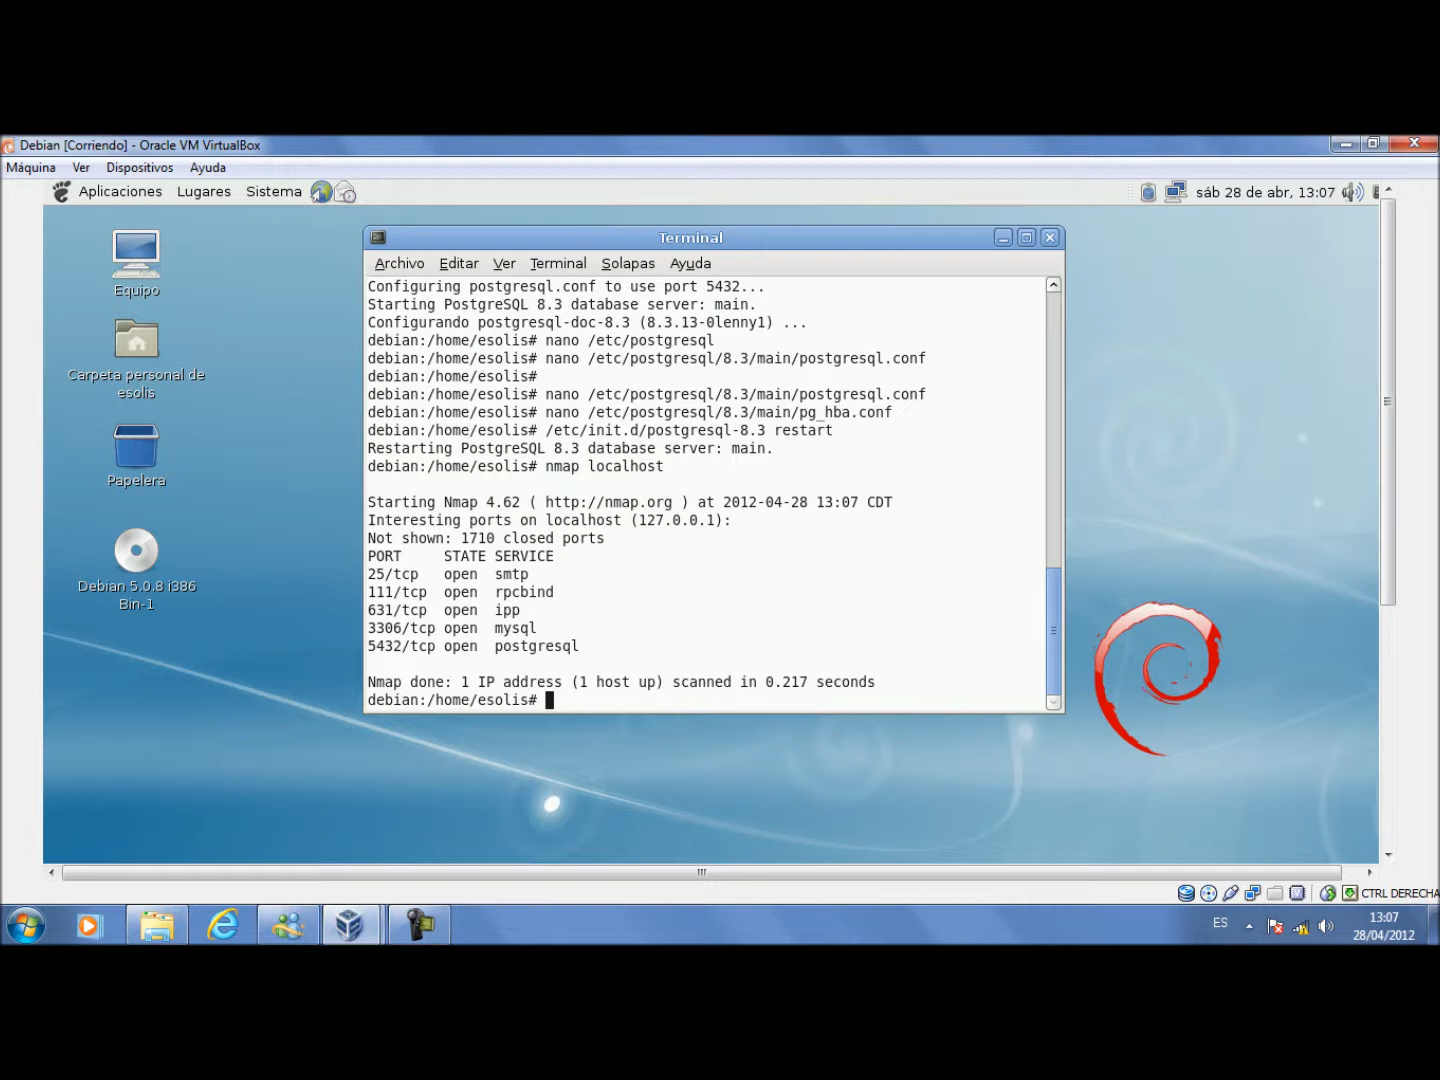 Debian [Corriendo] - Oracle VM VirtualBox
Máquina Ver Dispositivos Ayuda
Aplicaciones Lugares Sistema
sáb 28 de abr, 13:07
Equipo
Carpeta personal de
esolis
Papelera
Debian 5.0.8 i386
Bin-1
Terminal
Archivo Editar Ver Terminal Solapas Ayuda
Configuring postgresql.conf to use port 5432...
Starting PostgreSQL 8.3 database server: main.
Configurando postgresql-doc-8.3 (8.3.13-0lenny1) ...
debian:/home/esolis# nano /etc/postgresql
debian:/home/esolis# nano /etc/postgresql/8.3/main/postgresql.conf
debian:/home/esolis#
debian:/home/esolis# nano /etc/postgresql/8.3/main/postgresql.conf
debian:/home/esolis# nano /etc/postgresql/8.3/main/pg_hba.conf
debian:/home/esolis# /etc/init.d/postgresql-8.3 restart
Restarting PostgreSQL 8.3 database server: main.
debian:/home/esolis# nmap localhost
Starting Nmap 4.62 ( http://nmap.org ) at 2012-04-28 13:07 CDT
Interesting ports on localhost (127.0.0.1):
Not shown: 1710 closed ports
PORT STATE SERVICE
25/tcp open smtp
111/tcp open rpcbind
631/tcp open ipp
3306/tcp open mysql
5432/tcp open postgresql
Nmap done: 1 IP address (1 host up) scanned in 0.217 seconds
debian:/home/esolis#
CTRL DERECHA
ES
13:07
28/04/2012